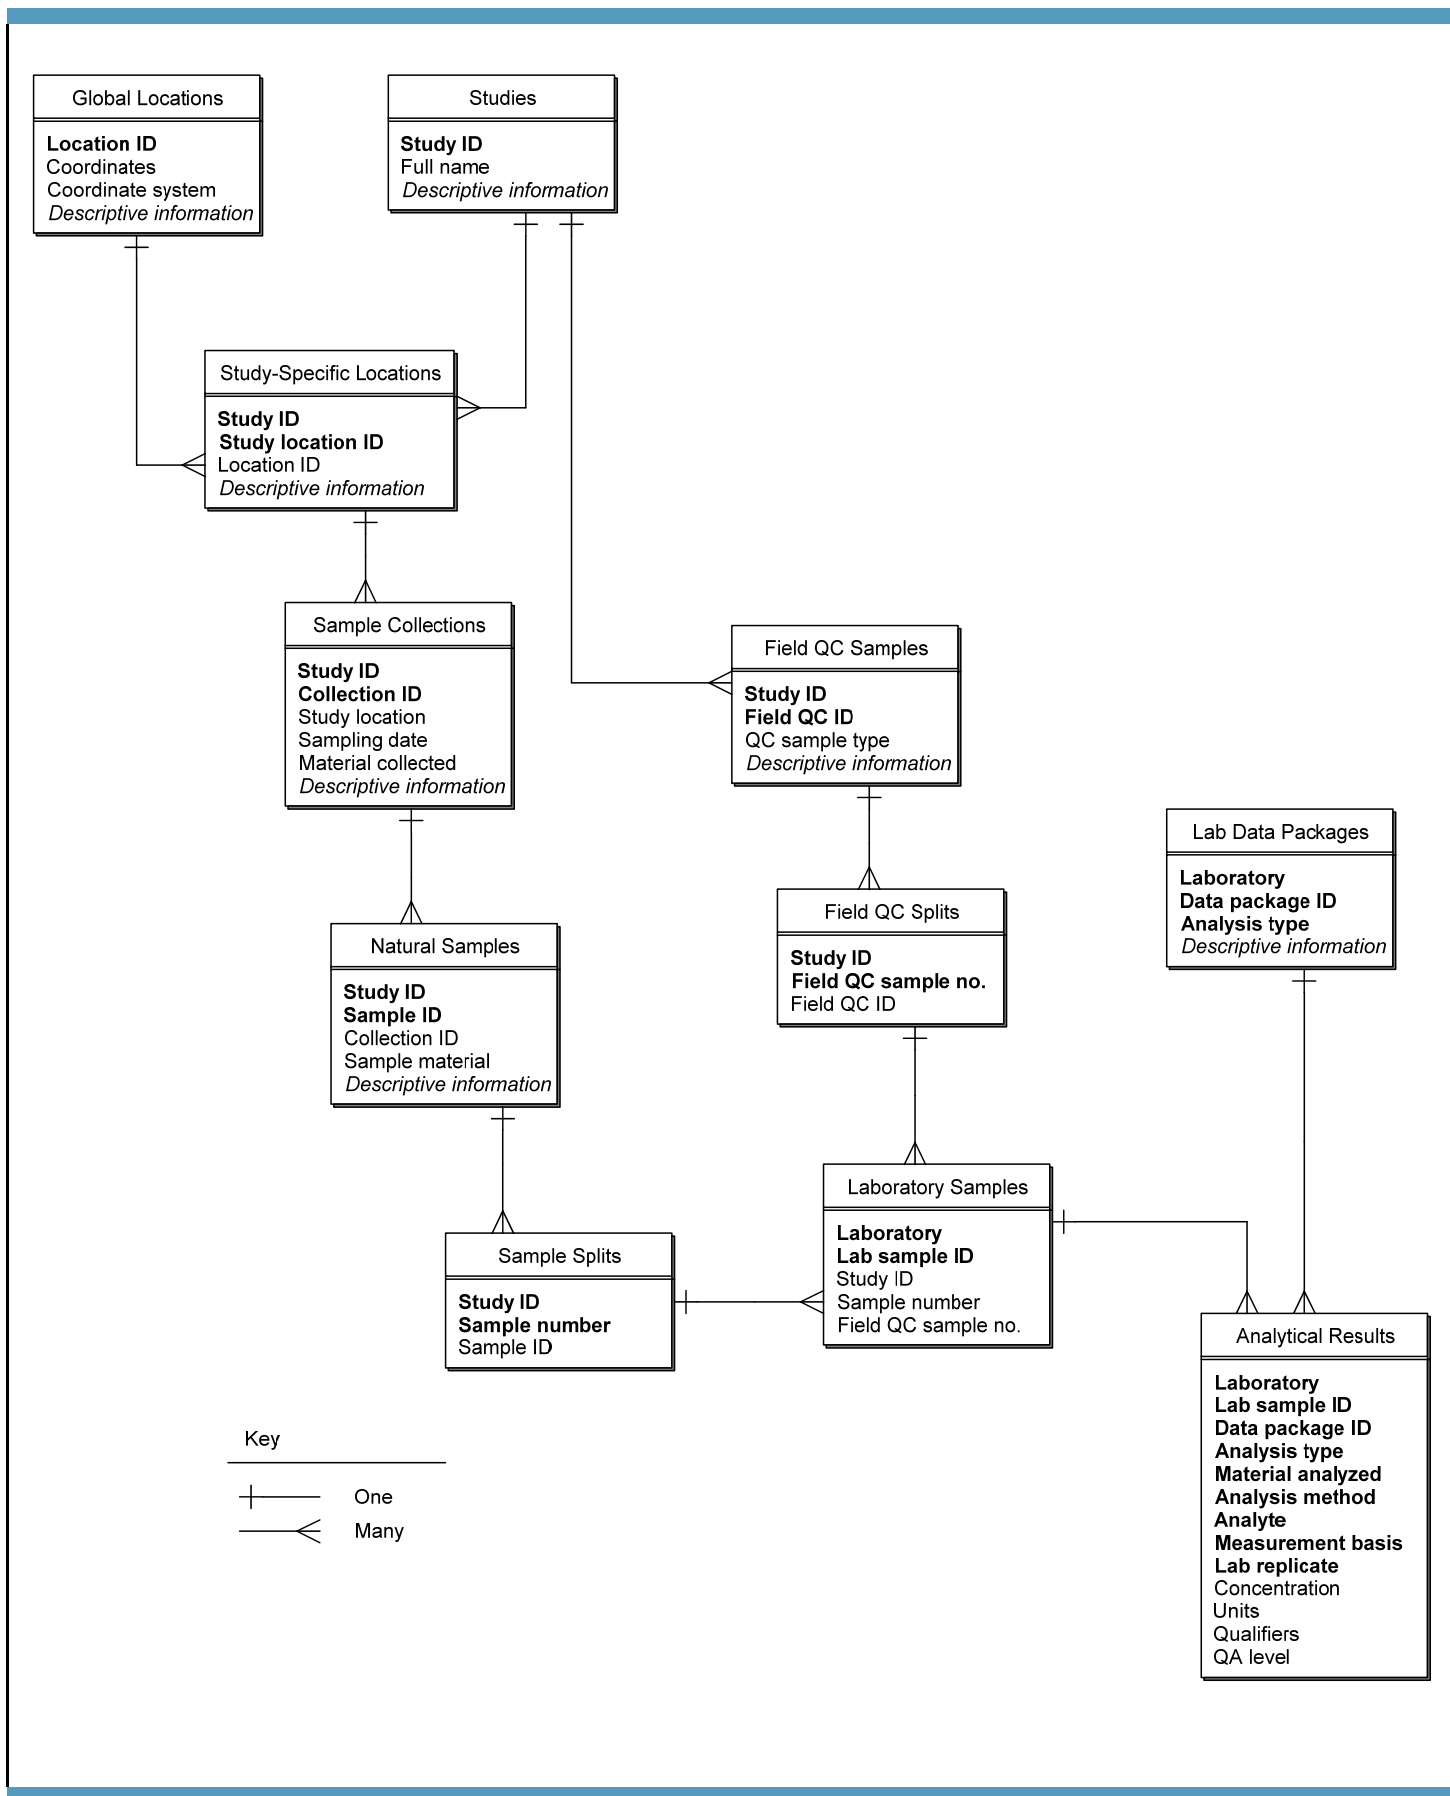 Global Locations
Location ID
Coordinates
Coordinate system
Descriptive information
Studies
Study ID
Full name
Descriptive information
Study-Specific Locations
Study ID
Study location ID
Location ID
Descriptive information
Sample Collections
Study ID
Collection ID
Study location
Sampling date
Material collected
Descriptive information
Field QC Samples
Study ID
Field QC ID
QC sample type
Descriptive information
Lab Data Packages
Laboratory
Data package ID
Analysis type
Descriptive information
Field QC Splits
Study ID
Field QC sample no.
Field QC ID
Natural Samples
Study ID
Sample ID
Collection ID
Sample material
Descriptive information
Laboratory Samples
Laboratory
Lab sample ID
Study ID
Sample number
Field QC sample no.
Sample Splits
Study ID
Sample number
Sample ID
Analytical Results
Laboratory
Lab sample ID
Data package ID
Analysis type
Material analyzed
Analysis method
Analyte
Measurement basis
Lab replicate
Concentration
Units
Qualifiers
QA level
Key
One
Many